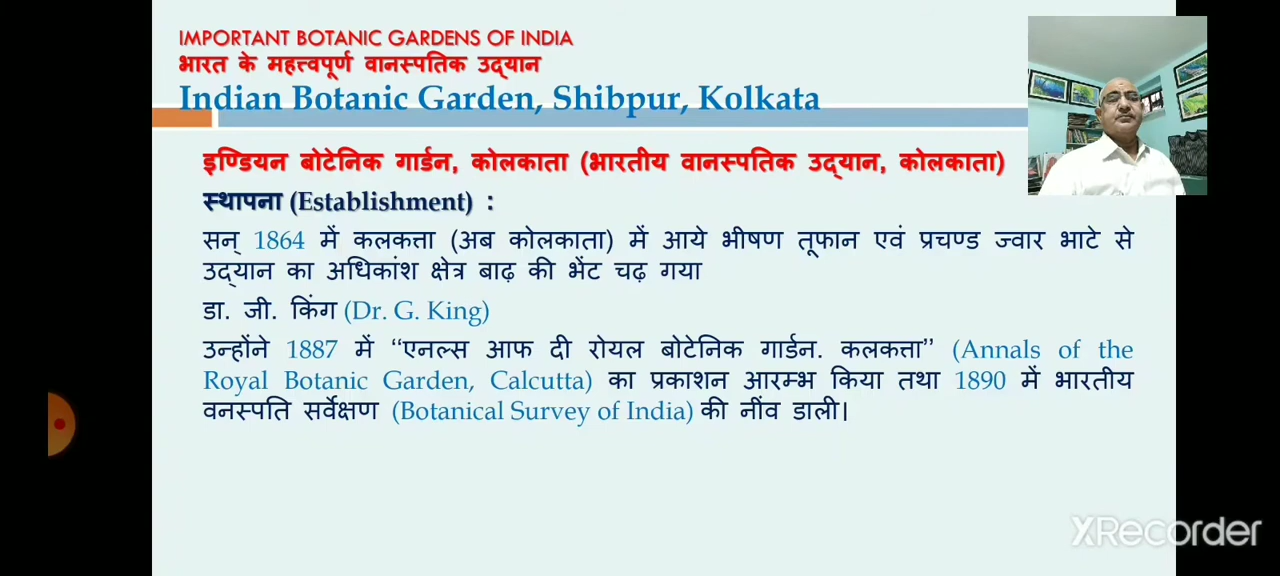 IMPORTANT BOTANIC GARDENS OF INDIA
भारत के महत्त्वपूर्ण वानस्पतिक उद्यान
Indian Botanic Garden, Shibpur, Kolkata
इण्डियन बोटेनिक गार्डन, कोलकाता (भारतीय वानस्पतिक उद्यान, कोलकाता)
स्थापना (Establishment) :
सन् 1864 में कलकत्ता (अब कोलकाता) में आये भीषण तूफान एवं प्रचण्ड ज्वार भाटे से
उद्यान का अधिकांश क्षेत्र बाढ़ की भेंट चढ़ गया
डा. जी. किंग (Dr. G. King)
उन्होंने 1887 में “एनल्स आफ दी रोयल बोटेनिक गार्डन. कलकत्ता” (Annals of the
Royal Botanic Garden, Calcutta) का प्रकाशन आरम्भ किया तथा 1890 में भारतीय
वनस्पति सर्वेक्षण (Botanical Survey of India) की नींव डाली।
XRecorder